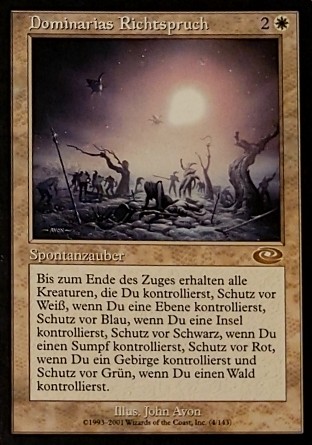 Dominarias Richtspruch 2
-AVON-
Spontanzauber
Bis zum Ende des Zuges erhalten alle
Kreaturen, die Du kontrollierst, Schutz vor
Weiß, wenn Du eine Ebene kontrollierst,
Schutz vor Blau, wenn Du eine Insel
kontrollierst, Schutz vor Schwarz, wenn Du
einen Sumpf kontrollierst, Schutz vor Rot,
wenn Du ein Gebirge kontrollierst und
Schutz vor Grün, wenn Du einen Wald
kontrollierst.
Illus. John Avon
©1993-2001 Wizards of the Coast, Inc. (4/143)